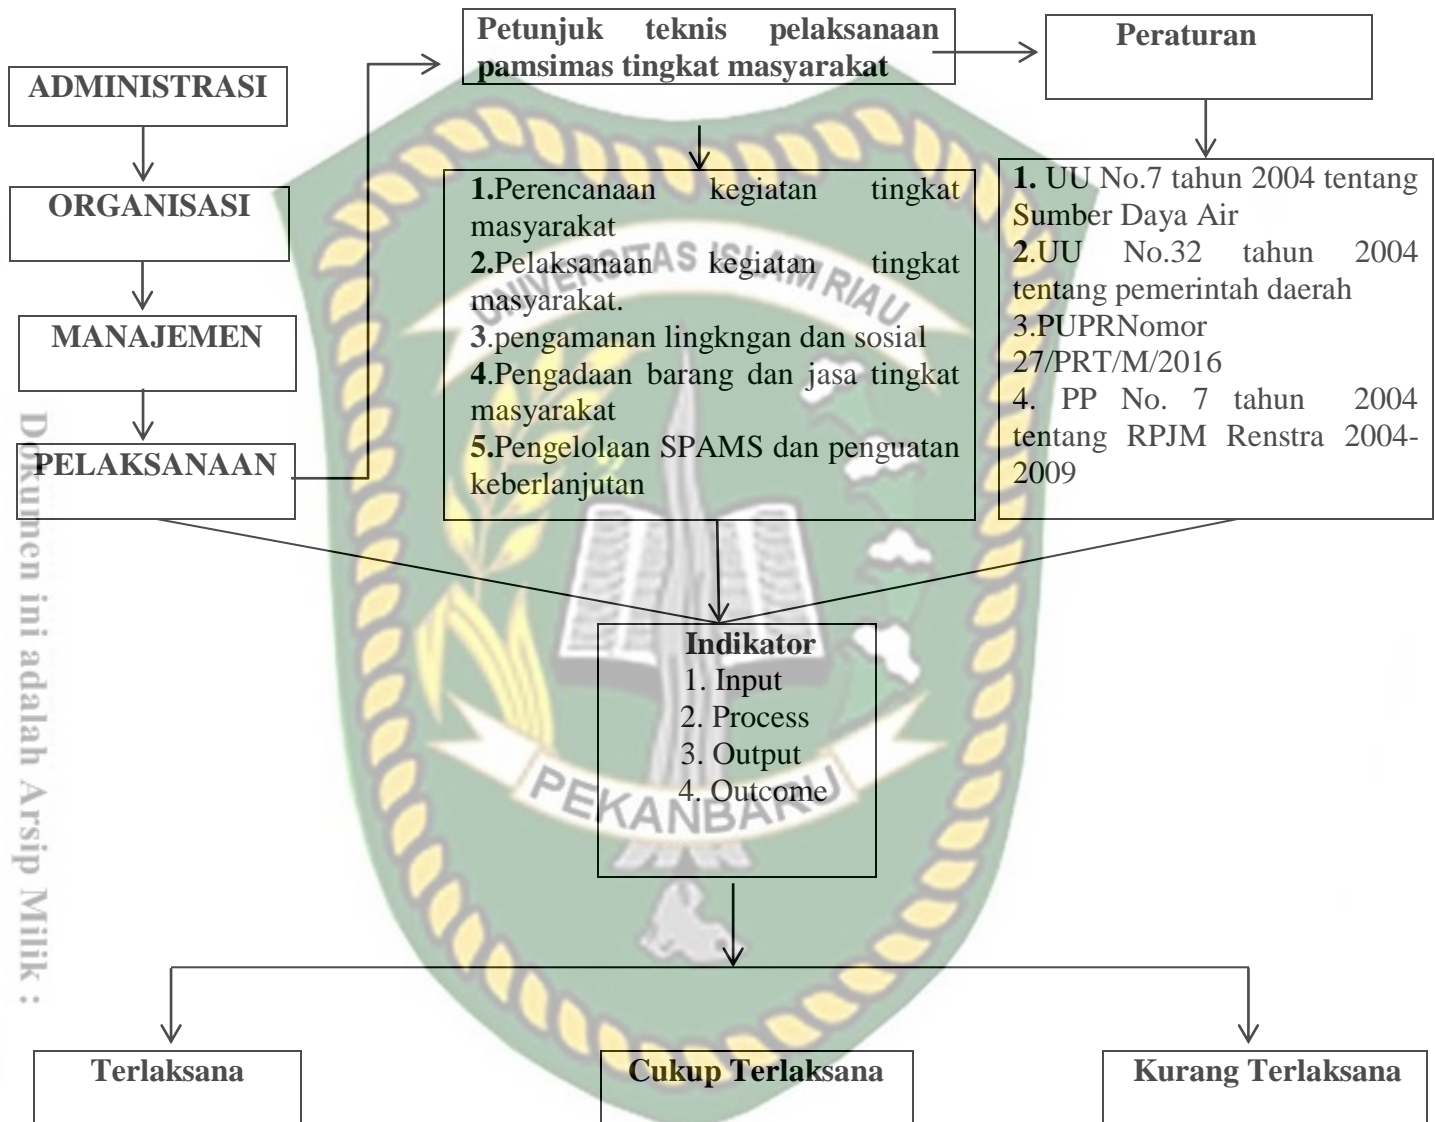 ADMINISTRASI
ORGANISASI
MANAJEMEN
PELAKSANAAN
Petunjuk teknis pelaksanaan
pamsimas tingkat masyarakat
Peraturan
1.Perencanaan kegiatan tingkat
masyarakat
2.Pelaksanaan kegiatan tingkat
masyarakat.
3.pengamanan lingkngan dan sosial
4.Pengadaan barang dan jasa tingkat
masyarakat
5.Pengelolaan SPAMS dan penguatan
keberlanjutan
1. UU No.7 tahun 2004 tentang
Sumber Daya Air
2.UU No.32 tahun 2004
tentang pemerintah daerah
3.PUPRNomor
27/PRT/M/2016
4. PP No. 7 tahun 2004
tentang RPJM Renstra 2004-
2009
Indikator
1. Input
2. Process
3. Output
4. Outcome
Terlaksana
Cukup Terlaksana
Kurang Terlaksana
UNIVERSITAS ISLAM RIAU
PEKANBARU
Dokumen ini adalah Arsip Milik :